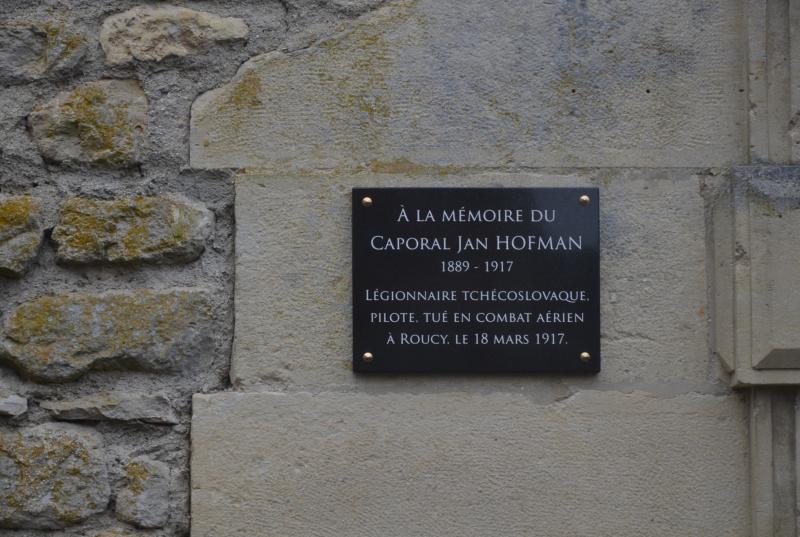 À LA MÉMOIRE DU
CAPORAL JAN HOFMAN
1889 - 1917
LÉGIONNAIRE TCHÉCOSLOVAQUE,
PILOTE, TUÉ EN COMBAT AÉRIEN
À ROUCY, LE 18 MARS 1917.